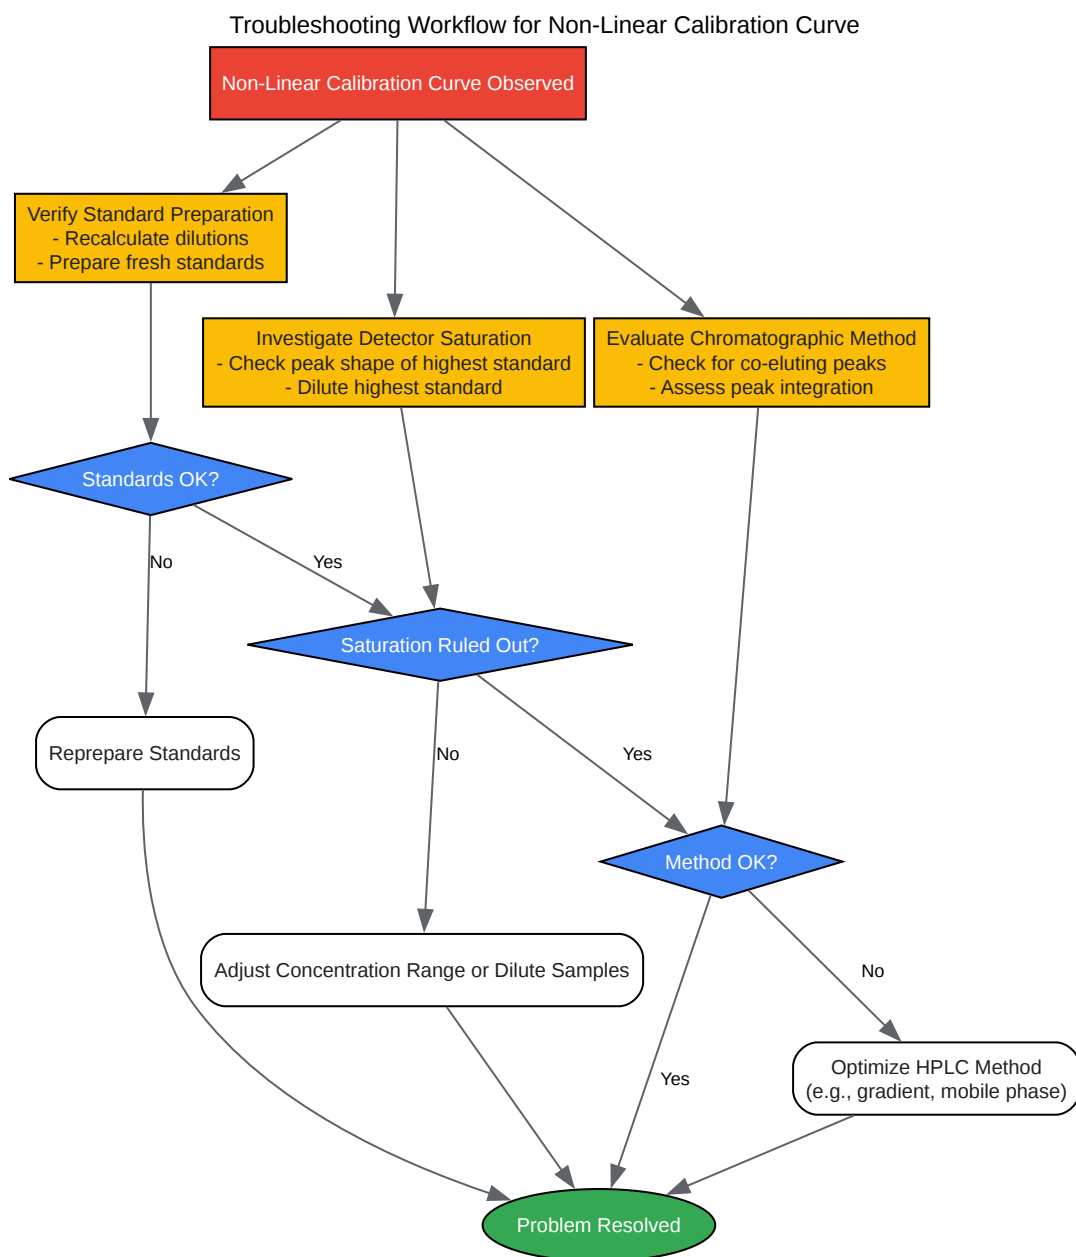 Troubleshooting Workflow for Non-Linear Calibration Curve
Non-Linear Calibration Curve Observed
Verify Standard Preparation
- Recalculate dilutions
- Prepare fresh standards
Investigate Detector Saturation
- Check peak shape of highest standard
- Dilute highest standard
Evaluate Chromatographic Method
- Check for co-eluting peaks
- Assess peak integration
Standards OK?
No
Yes
Saturation Ruled Out?
Reprepare Standards
No
Yes
Method OK?
Adjust Concentration Range or Dilute Samples
No
Yes
Optimize HPLC Method
(e.g., gradient, mobile phase)
Problem Resolved